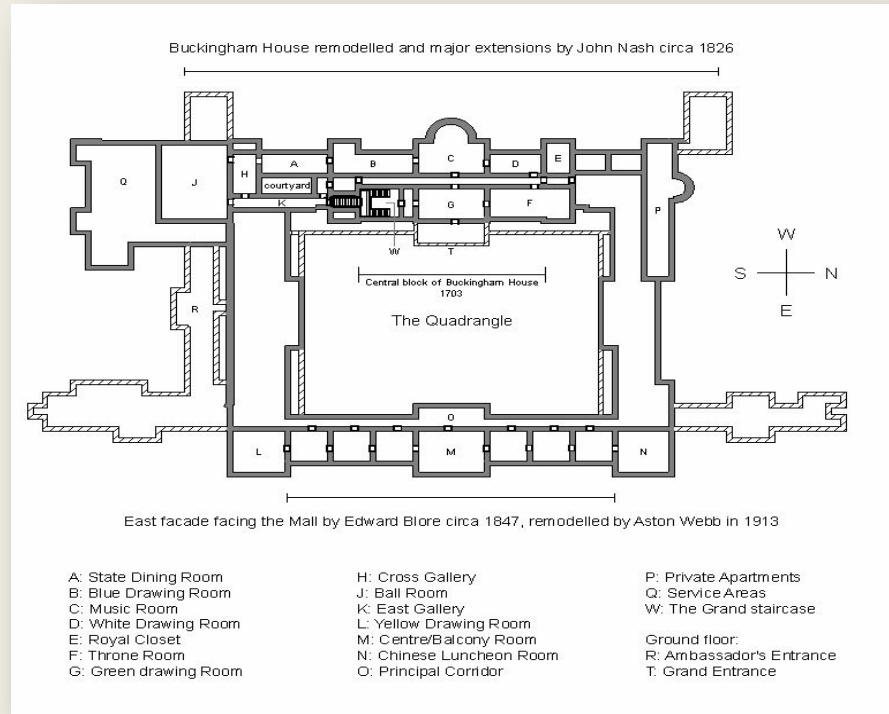 Buckingham House remodelled and major extensions by John Nash circa 1826
A
B
C
D
E
H
Q
J
courtyard
P
K
G
F
W
T
W
S
N
E
Central block of Buckingham House
1703
The Quadrangle
R
O
L
M
N
East facade facing the Mall by Edward Blore circa 1847, remodelled by Aston Webb in 1913
A: State Dining Room
B: Blue Drawing Room
C: Music Room
D: White Drawing Room
E: Royal Closet
F: Throne Room
G: Green drawing Room
H: Cross Gallery
J: Ball Room
K: East Gallery
L: Yellow Drawing Room
M: Centre/Balcony Room
N: Chinese Luncheon Room
O: Principal Corridor
P: Private Apartments
Q: Service Areas
W: The Grand staircase
Ground floor:
R: Ambassador's Entrance
T: Grand Entrance